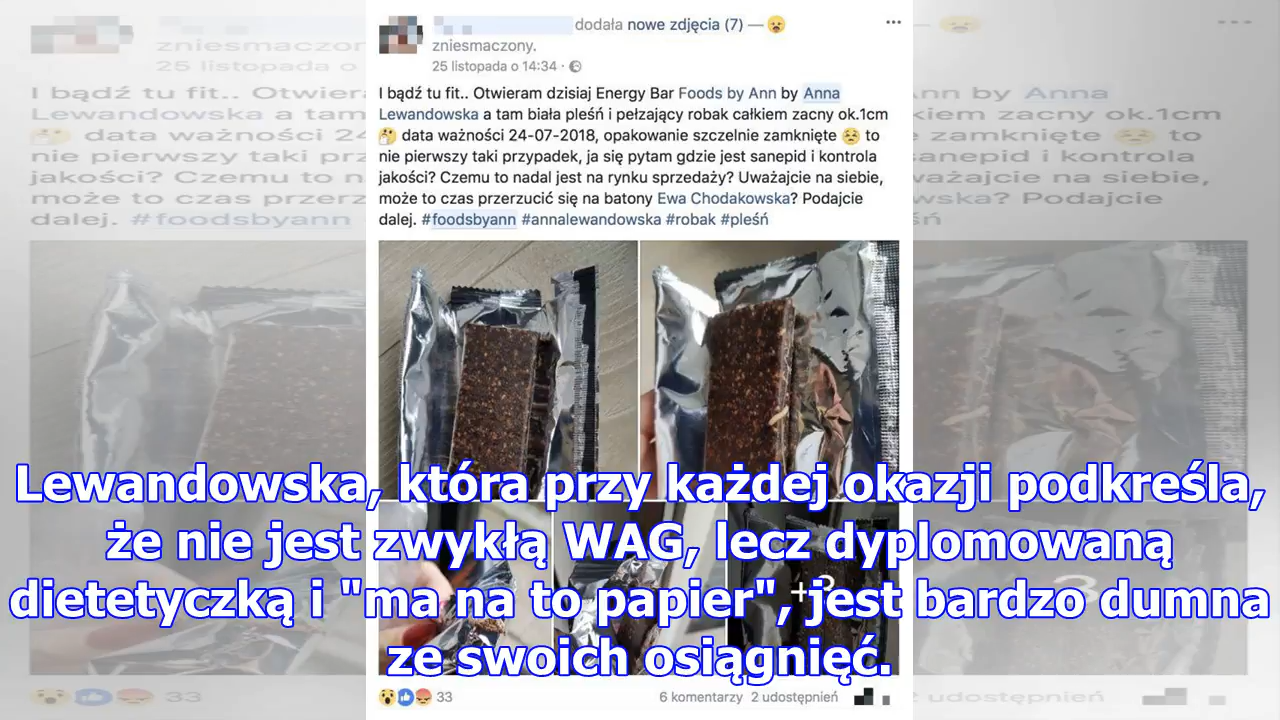 dodała nowe zdjęcia (7) —
zniesmaczony.
25 listopada o 14:34 ·
I bądź tu fit.. Otwieram dzisiaj Energy Bar Foods by Ann by Anna
Lewandowska a tam biała pleśń i pełzający robak całkiem zacny ok.1cm
data ważności 24-07-2018, opakowanie szczelnie zamknięte to
nie pierwszy taki przypadek, ja się pytam gdzie jest sanepid i kontrola
jakości? Czemu to nadal jest na rynku sprzedaży? Uważajcie na siebie,
może to czas przerzucić się na batony Ewa Chodakowska? Podajcie
dalej. #foodsbyann #annalewandowska #robak #pleśń
Lewandowska, która przy każdej okazji podkreśla,
że nie jest zwykłą WAG, lecz dyplomowaną
dietetyczką i "ma na to papier", jest bardzo dumna
ze swoich osiągnięć.
+3
33
6 komentarzy 2 udostępnień